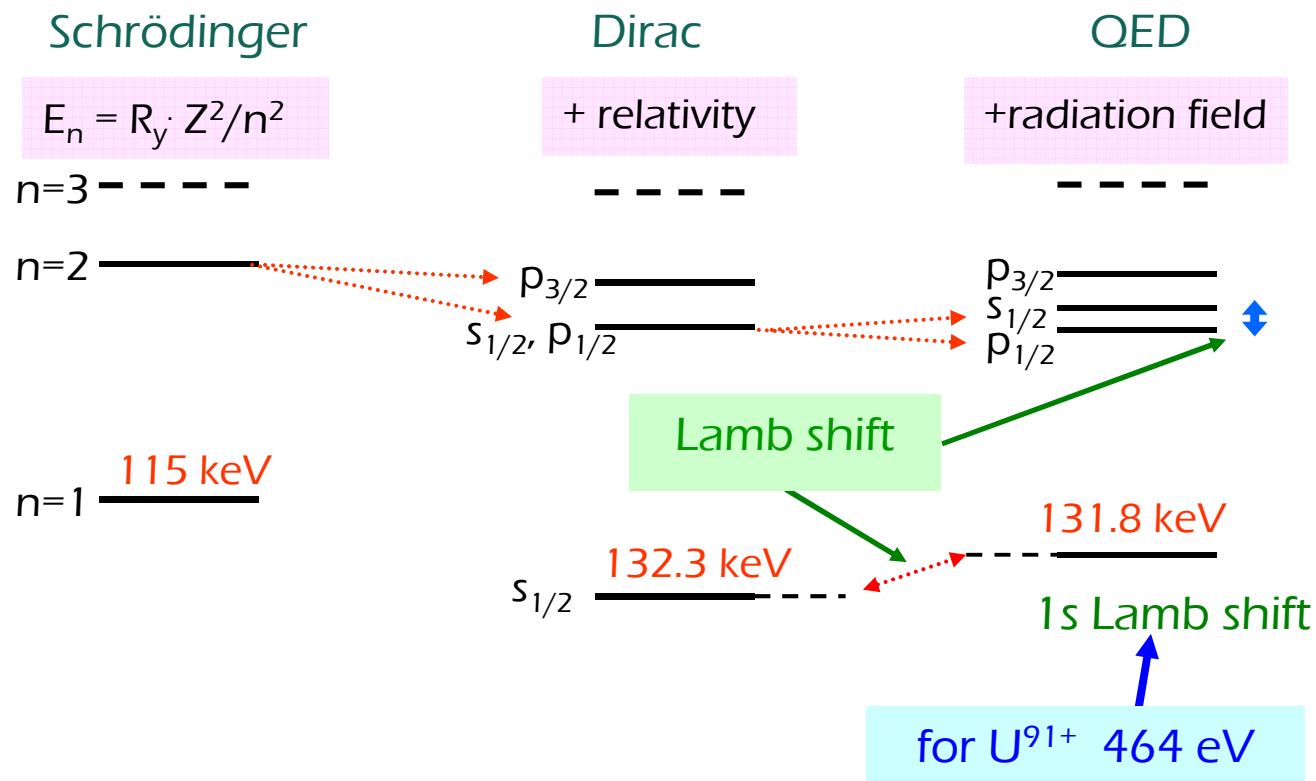 Schrödinger Dirac QED
Eₙ = R_y· Z²/n² + relativity +radiation field
n=3
n=2
p₃/₂ p₃/₂
s₁/₂, p₁/₂ s₁/₂
p₁/₂
Lamb shift
115 keV
n=1
132.3 keV 131.8 keV
s₁/₂
1s Lamb shift
for U⁹¹⁺ 464 eV